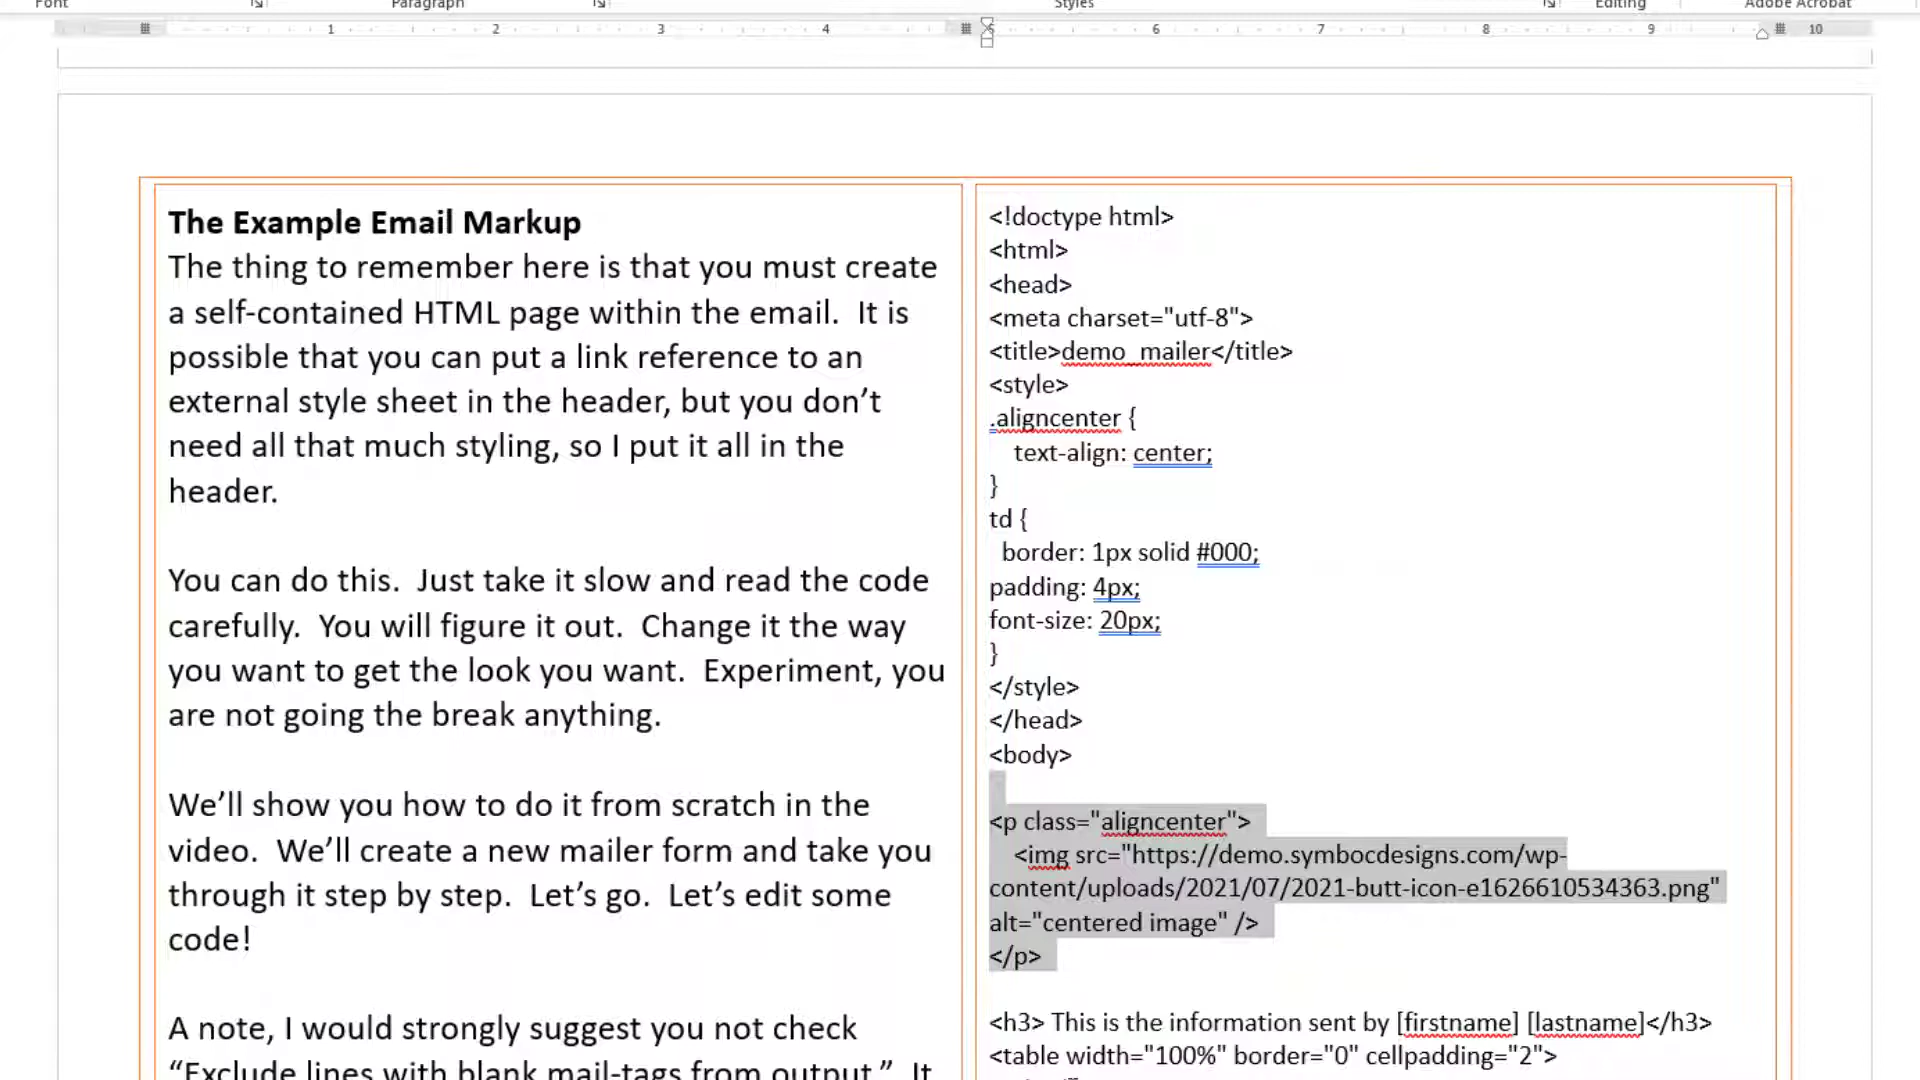 Font
Paragraph
Styles
Editing
Adobe Acrobat
1 2 3 4 6 7 8 9 10
The Example Email Markup
The thing to remember here is that you must create
a self-contained HTML page within the email.  It is
possible that you can put a link reference to an
external style sheet in the header, but you don’t
need all that much styling, so I put it all in the
header.
You can do this.  Just take it slow and read the code
carefully.  You will figure it out.  Change it the way
you want to get the look you want.  Experiment, you
are not going the break anything.
We’ll show you how to do it from scratch in the
video.  We’ll create a new mailer form and take you
through it step by step.  Let’s go.  Let’s edit some
code!
A note, I would strongly suggest you not check
“Exclude lines with blank mail-tags from output.”  It
<!doctype html>
<html>
<head>
<meta charset="utf-8">
<title>demo_mailer</title>
<style>
.aligncenter {
text-align: center;
}
td {
border: 1px solid #000;
padding: 4px;
font-size: 20px;
}
</style>
</head>
<body>
<p class="aligncenter">
<img src="https://demo.symbocdesigns.com/wp-
content/uploads/2021/07/2021-butt-icon-e1626610534363.png"
alt="centered image" />
</p>
<h3> This is the information sent by [firstname] [lastname]</h3>
<table width="100%" border="0" cellpadding="2">